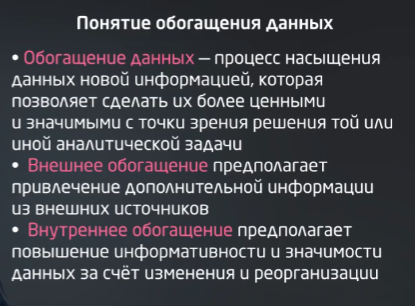 Понятие обогащения данных
• Обогащение данных – процесс насыщения
данных новой информацией, которая
позволяет сделать их более ценными
и значимыми с точки зрения решения той или
иной аналитической задачи
• Внешнее обогащение предполагает
привлечение дополнительной информации
из внешних источников
• Внутреннее обогащение предполагает
повышение информативности и значимости
данных за счёт изменения и реорганизации